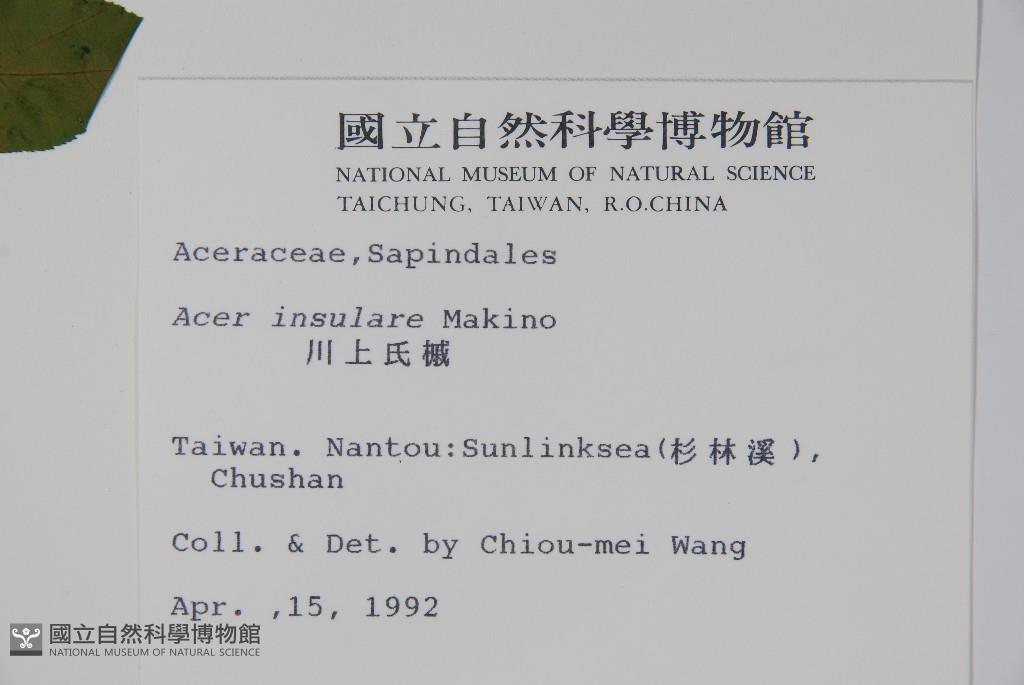 國立自然科學博物館
NATIONAL MUSEUM OF NATURAL SCIENCE
TAICHUNG, TAIWAN, R.O.CHINA
Aceraceae,Sapindales
Acer insulare Makino
川上氏槭
Taiwan. Nantou:Sunlinksea(杉林溪),
Chushan
Coll. & Det. by Chiou-mei Wang
Apr. ,15, 1992
國立自然科學博物館
NATIONAL MUSEUM OF NATURAL SCIENCE